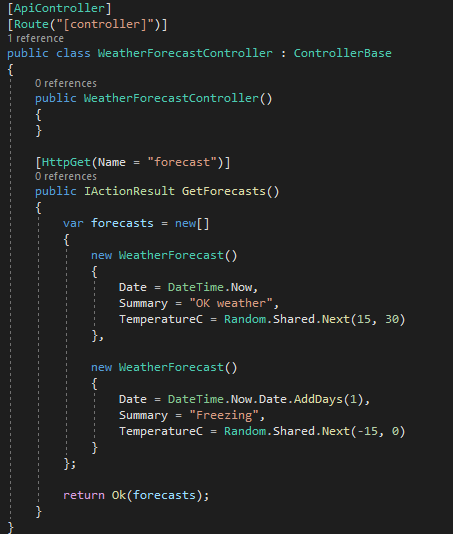 [ApiController]
[Route("[controller]")]
1 reference
public class WeatherForecastController : ControllerBase
{
0 references
public WeatherForecastController()
{
}
[HttpGet(Name = "forecast")]
0 references
public IActionResult GetForecasts()
{
var forecasts = new[]
{
new WeatherForecast()
{
Date = DateTime.Now,
Summary = "OK weather",
TemperatureC = Random.Shared.Next(15, 30)
},
new WeatherForecast()
{
Date = DateTime.Now.Date.AddDays(1),
Summary = "Freezing",
TemperatureC = Random.Shared.Next(-15, 0)
}
};
return Ok(forecasts);
}
}